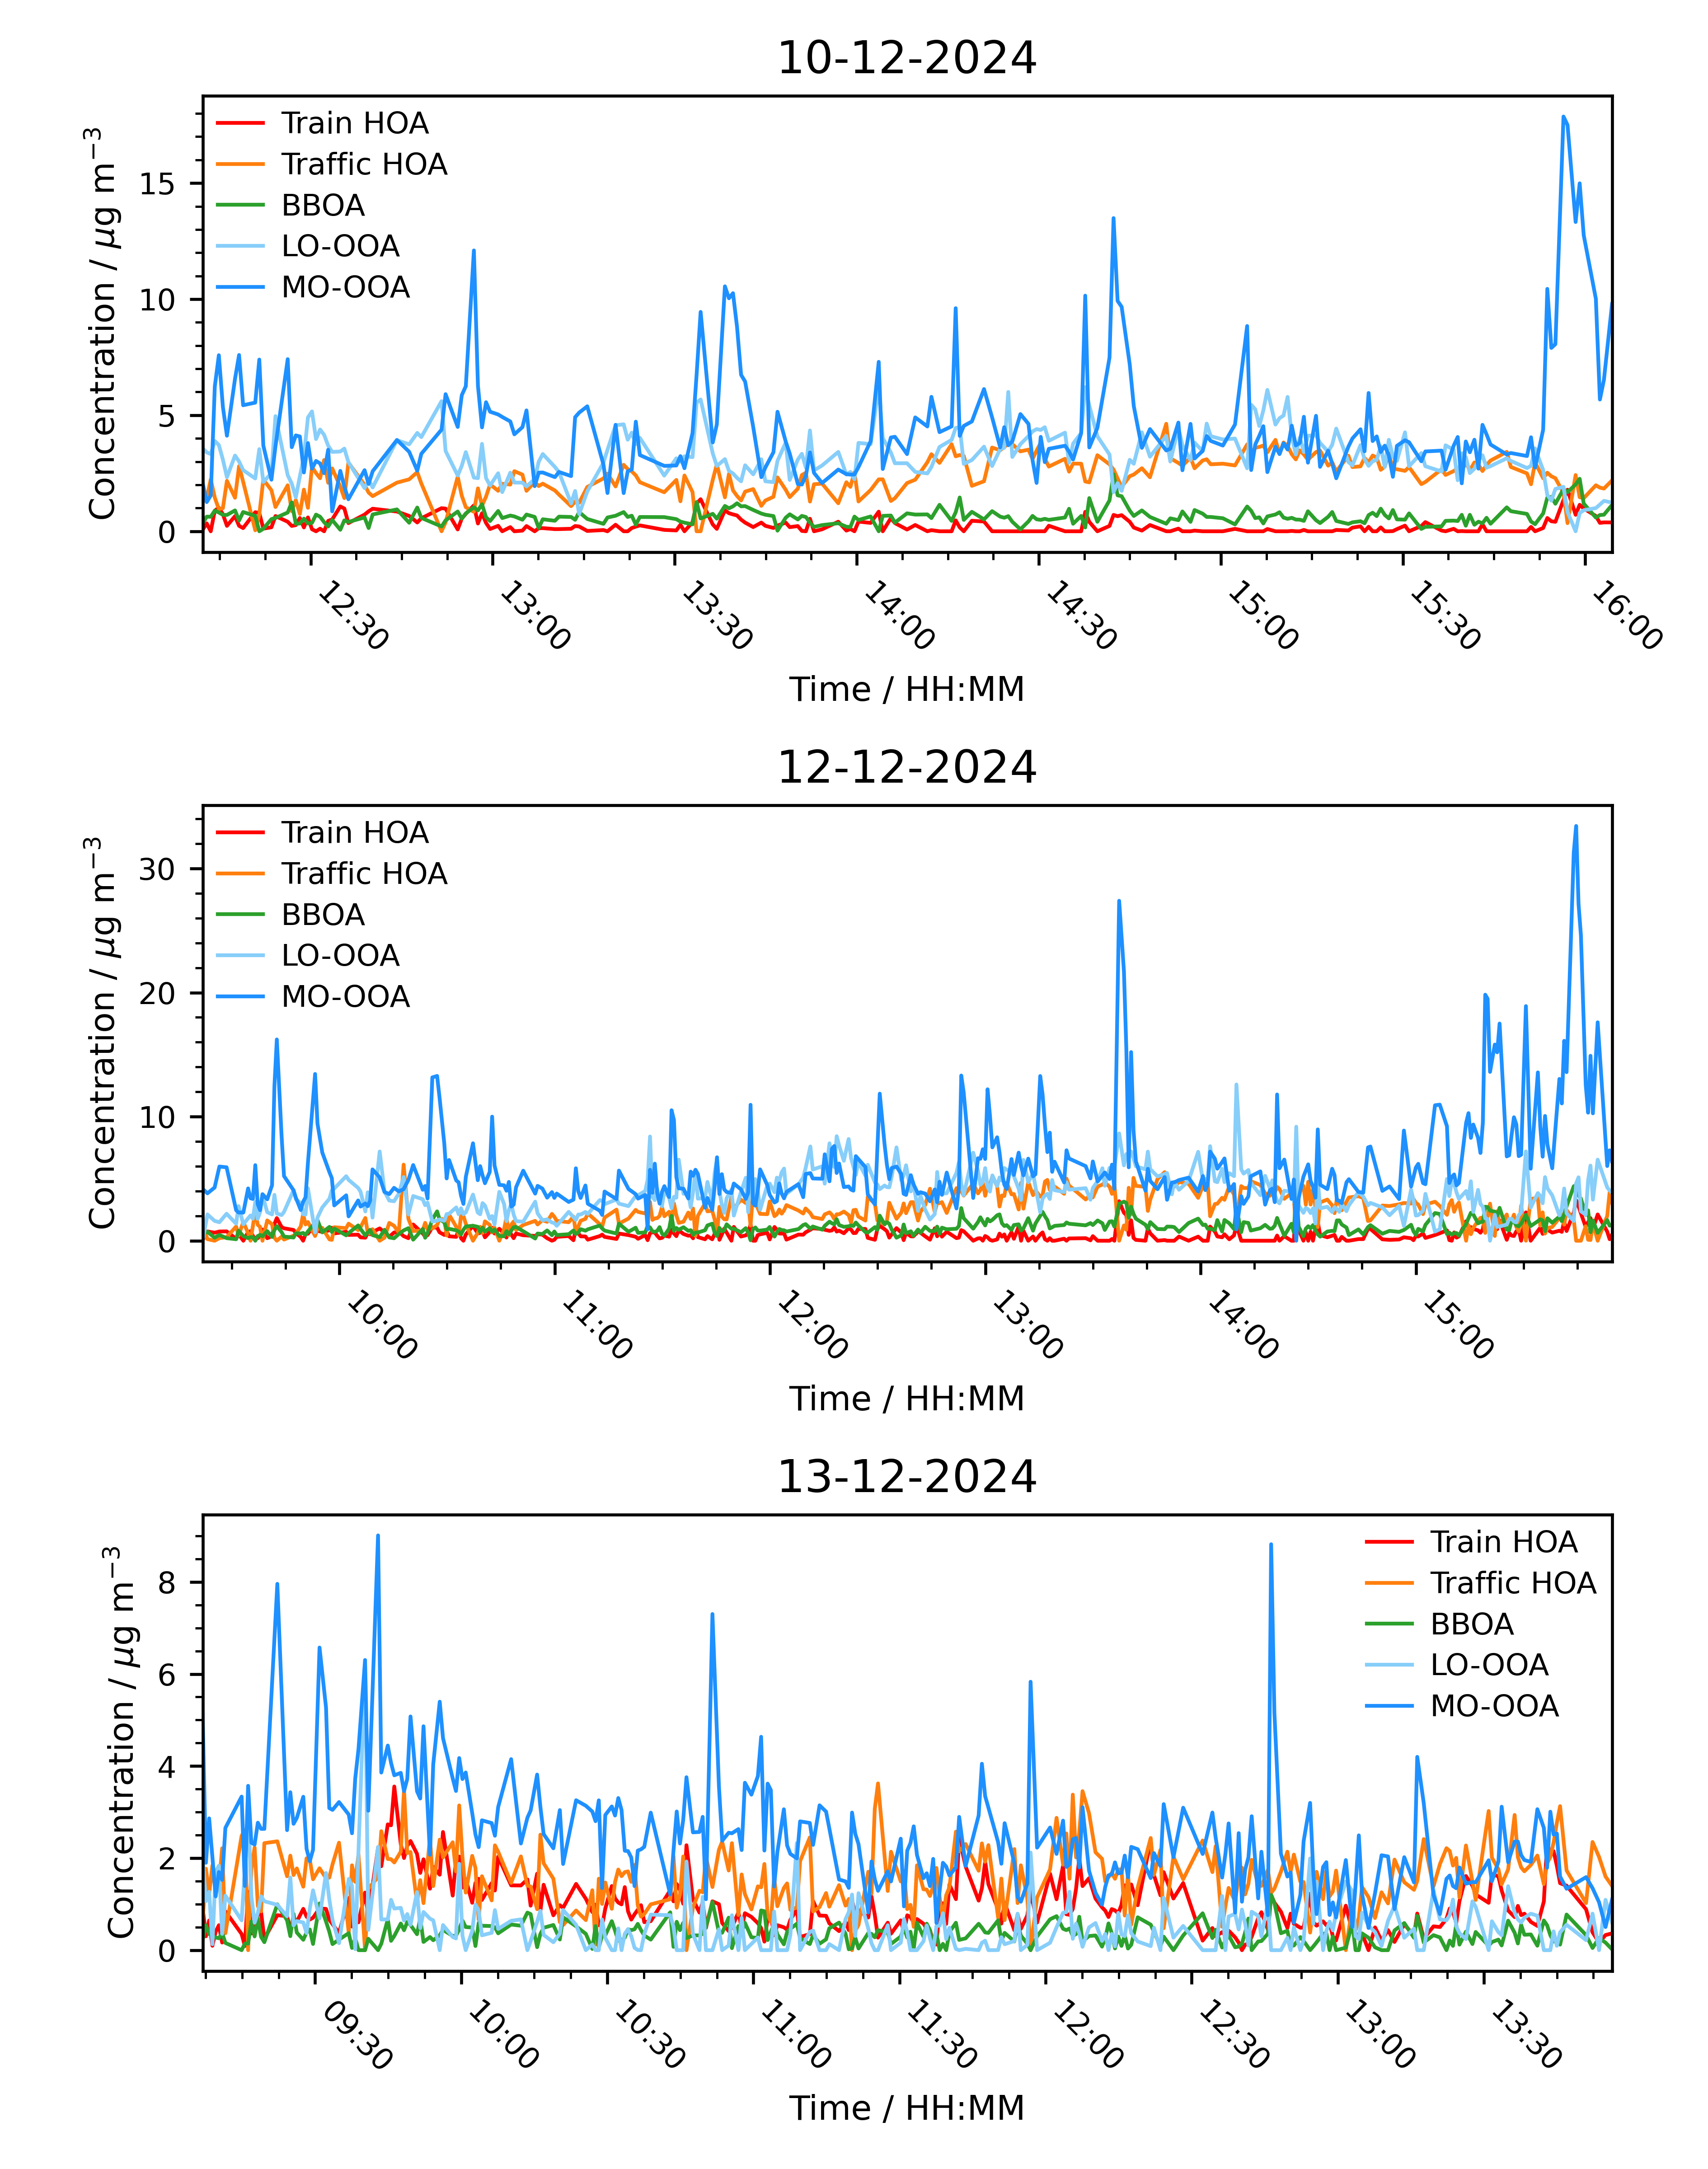 10-12-2024
Concentration / μg m⁻³
15
10
5
0
Train HOA
Traffic HOA
BBOA
LO-OOA
MO-OOA
12:30
13:00
13:30
14:00
14:30
15:00
15:30
16:00
Time / HH:MM
12-12-2024
Concentration / μg m⁻³
30
20
10
0
Train HOA
Traffic HOA
BBOA
LO-OOA
MO-OOA
10:00
11:00
12:00
13:00
14:00
15:00
Time / HH:MM
13-12-2024
Concentration / μg m⁻³
8
6
4
2
0
Train HOA
Traffic HOA
BBOA
LO-OOA
MO-OOA
09:30
10:00
10:30
11:00
11:30
12:00
12:30
13:00
13:30
Time / HH:MM